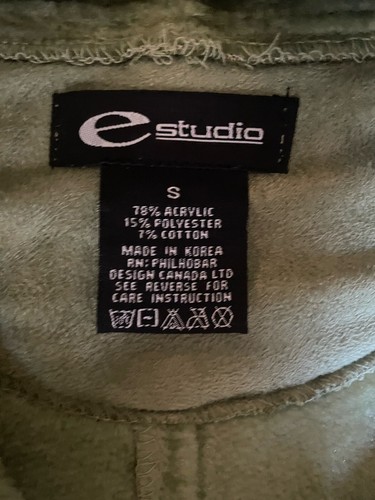 e studio
S
78% ACRYLIC
15% POLYESTER
7% COTTON
MADE IN KOREA
RN: PHILHOBAR
DESIGN CANADA LTD
SEE REVERSE FOR
CARE INSTRUCTION